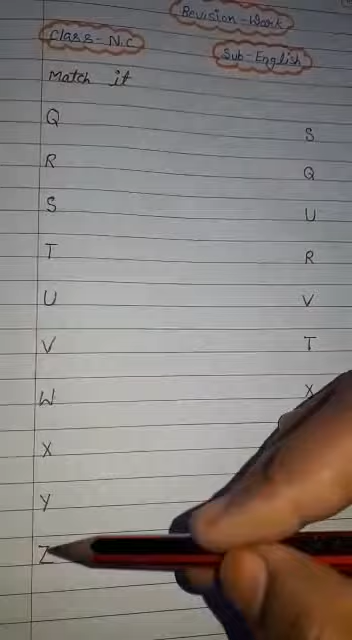 Revision-Work
Class-N.C
Sub-English
Match it
Q
S
R
Q
S
U
T
R
U
V
V
T
W
X
X
Y
Z